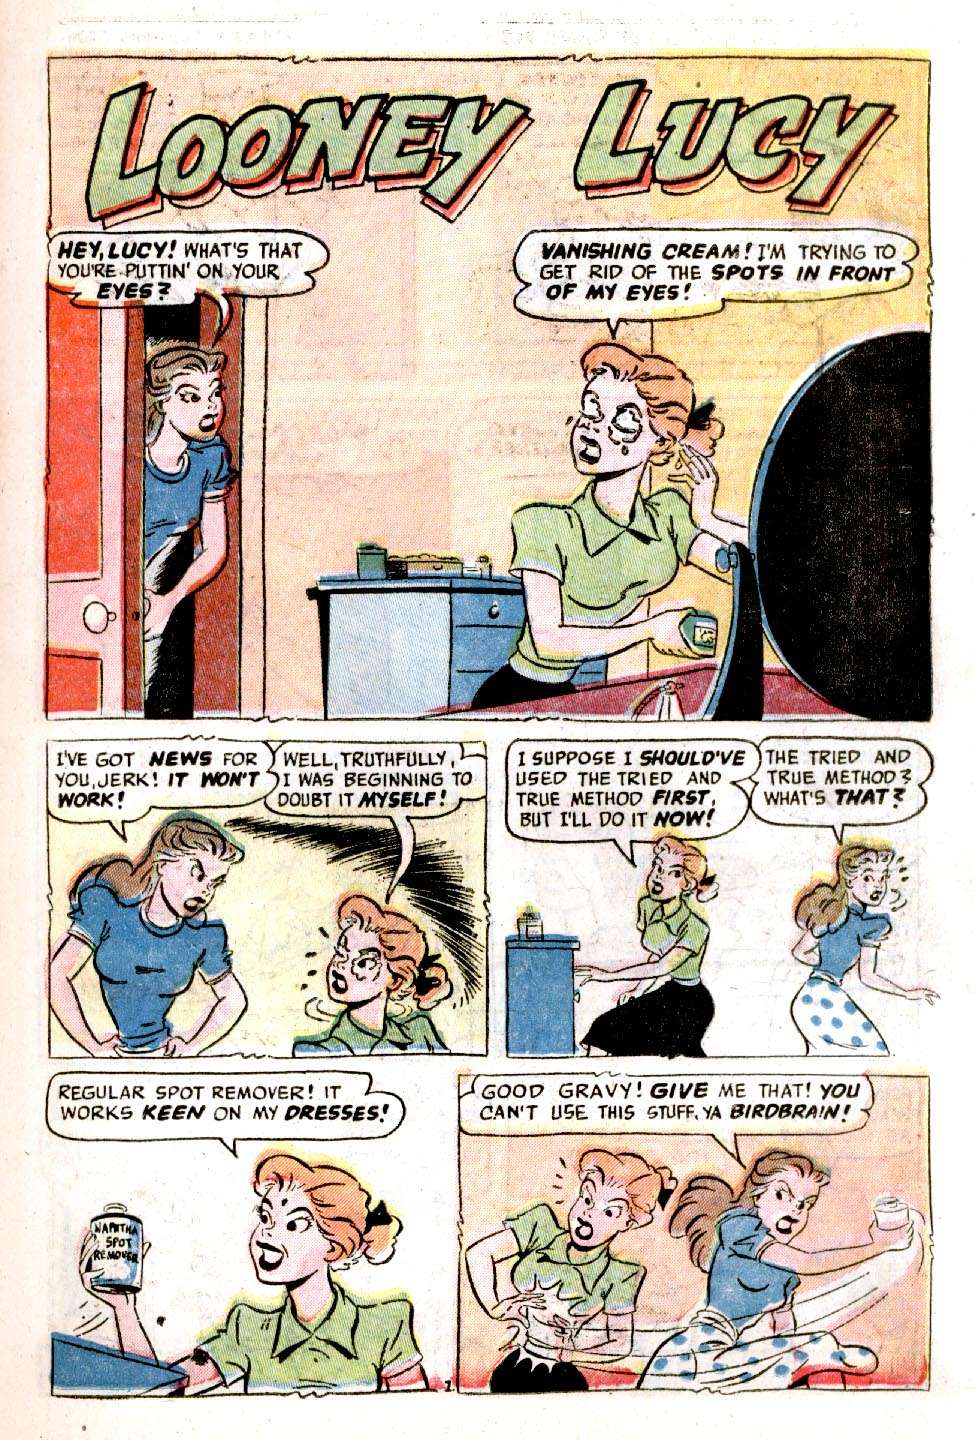 LOONEY LUCY
HEY, LUCY! WHAT'S THAT
YOU'RE PUTTIN' ON YOUR
EYES?
VANISHING CREAM! I'M TRYING TO
GET RID OF THE SPOTS IN FRONT
OF MY EYES!
I'VE GOT NEWS FOR
YOU, JERK! IT WON'T
WORK!
WELL, TRUTHFULLY,
I WAS BEGINNING TO
DOUBT IT MYSELF!
I SUPPOSE I SHOULD'VE
USED THE TRIED AND
TRUE METHOD FIRST,
BUT I'LL DO IT NOW!
THE TRIED AND
TRUE METHOD?
WHAT'S THAT?
REGULAR SPOT REMOVER! IT
WORKS KEEN ON MY DRESSES!
NAPHTHA
SPOT
REMOVER
GOOD GRAVY! GIVE ME THAT! YOU
CAN'T USE THIS STUFF, YA BIRDBRAIN!
1